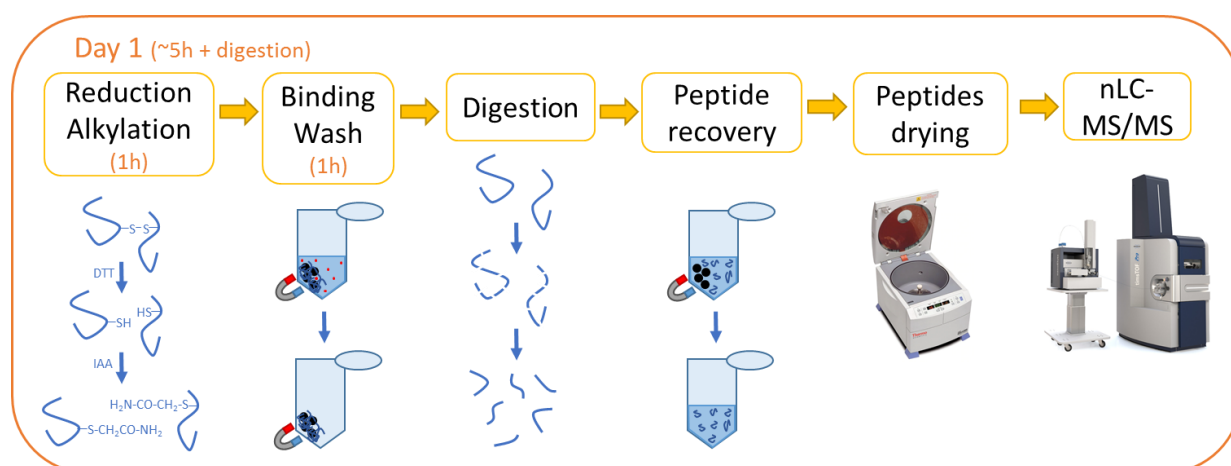 Day 1 (~5h + digestion)
Reduction
Alkylation
(1h)
Binding
Wash
(1h)
Digestion
Peptide
recovery
Peptides
drying
nLC-
MS/MS
S-S
DTT
SH
HS
IAA
H₂N-CO-CH₂-S
S-CH₂CO-NH₂